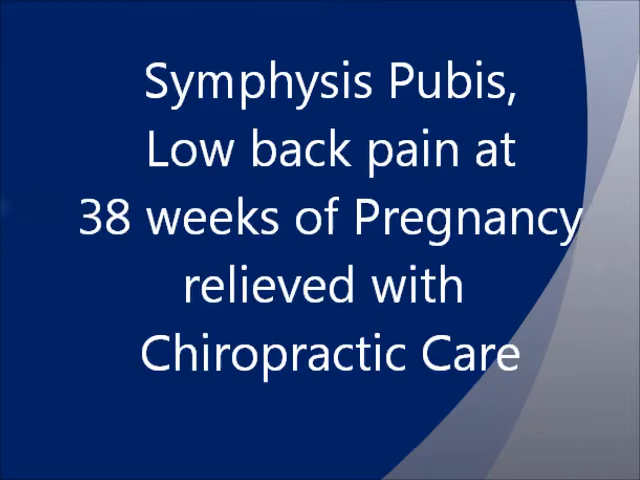 Symphysis Pubis,
Low back pain at
38 weeks of Pregnancy
relieved with
Chiropractic Care